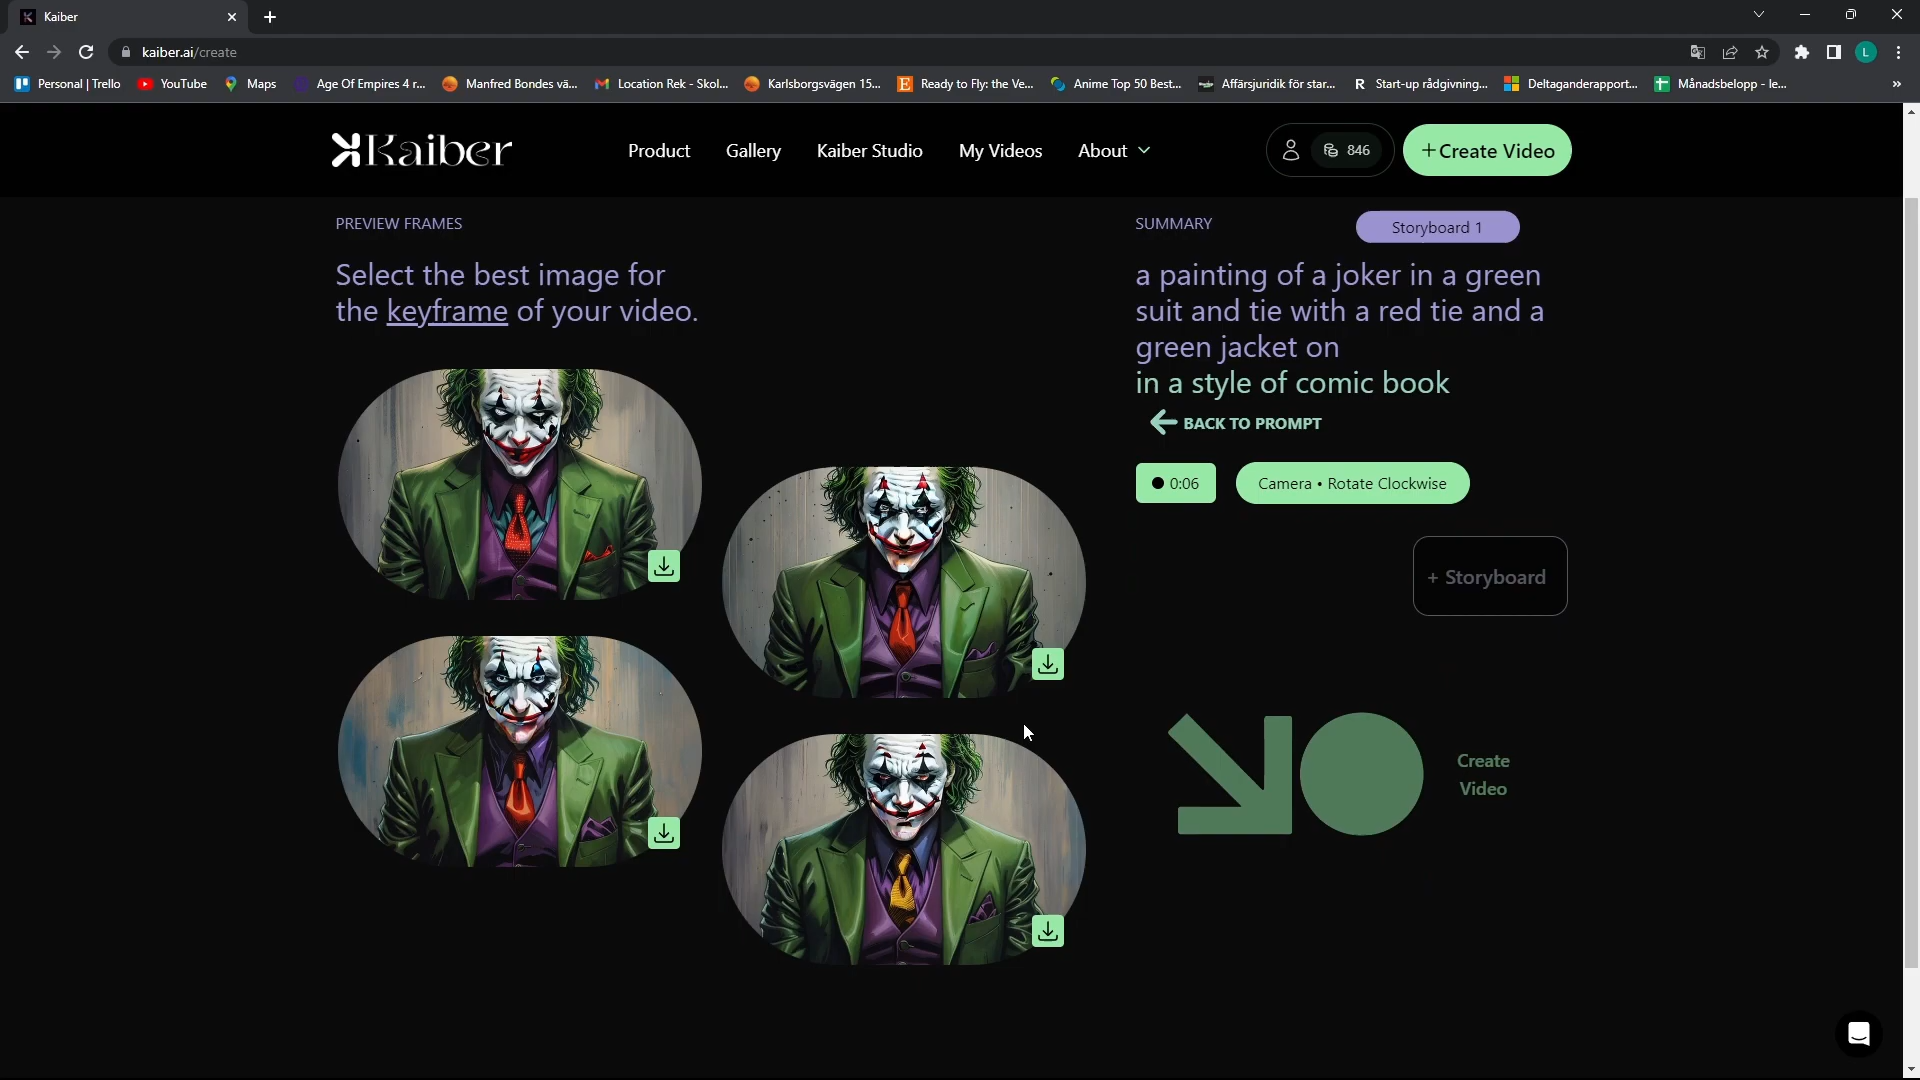 Kaiber
kaiber.ai/create
L
Personal | Trello
YouTube
Maps
Age Of Empires 4 r...
Manfred Bondes vä...
Location Rek - Skol...
Karlsborgsvägen 15...
Ready to Fly: the Ve...
Anime Top 50 Best...
Affärsjuridik för star...
R Start-up rådgivning...
Deltaganderapport...
Månadsbelopp - le...
»
Kaiber
Product
Gallery
Kaiber Studio
My Videos
About
846
+Create Video
PREVIEW FRAMES
Select the best image for
the keyframe of your video.
SUMMARY
Storyboard 1
a painting of a joker in a green
suit and tie with a red tie and a
green jacket on
in a style of comic book
BACK TO PROMPT
0:06
Camera • Rotate Clockwise
+ Storyboard
Create
Video